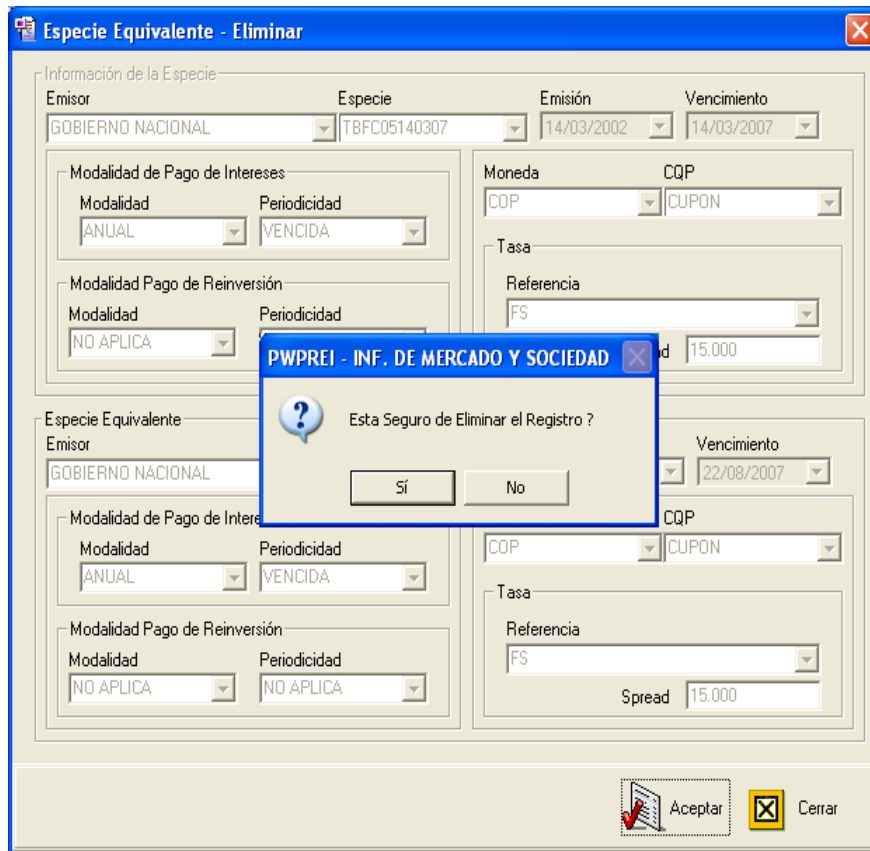 Especie Equivalente - Eliminar
Información de la Especie
Emisor Especie Emisión Vencimiento
GOBIERNO NACIONAL TBFC05140307 14/03/2002 14/03/2007
Modalidad de Pago de Intereses Moneda CQP
Modalidad Periodicidad COP CUPON
ANUAL VENCIDA
Tasa
Modalidad Pago de Reinversión Referencia
Modalidad Periodicidad FS
NO APLICA
15.000
PWPREI - INF. DE MERCADO Y SOCIEDAD
Esta Seguro de Eliminar el Registro ?
Sí No
Especie Equivalente
Emisor Vencimiento
GOBIERNO NACIONAL 22/08/2007
Modalidad de Pago de Intere CQP
Modalidad Periodicidad COP CUPON
ANUAL VENCIDA
Tasa
Modalidad Pago de Reinversión Referencia
Modalidad Periodicidad FS
NO APLICA NO APLICA
Spread 15.000
Aceptar Cerrar